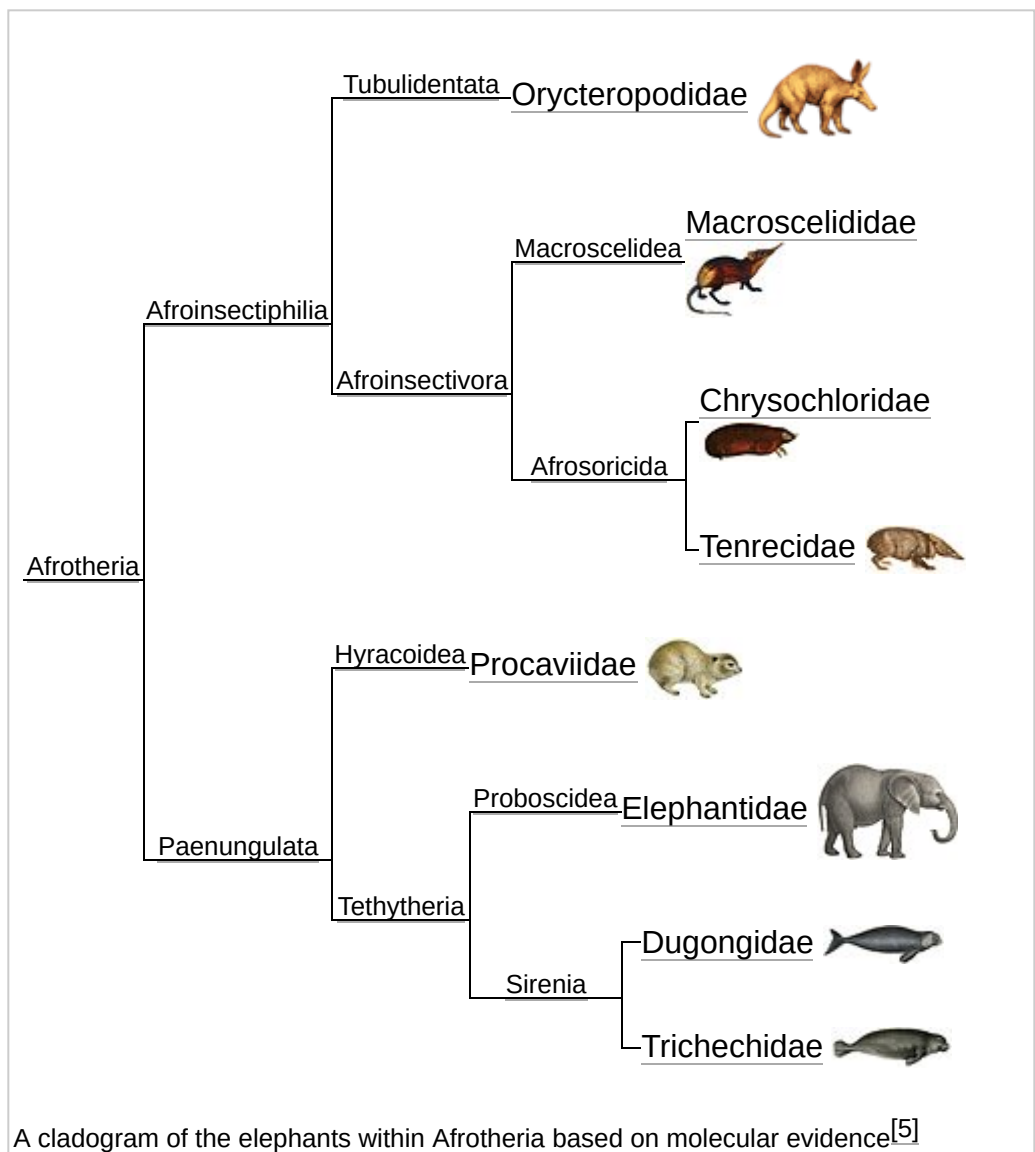 Tubulidentata
Orycteropodidae
Macroscelididae
Macroscelidea
Afroinsectiphilia
Afroinsectivora
Chrysochloridae
Afrosoricida
Tenrecidae
Afrotheria
Hyracoidea
Procaviidae
Proboscidea
Elephantidae
Paenungulata
Tethytheria
Dugongidae
Sirenia
Trichechidae
A cladogram of the elephants within Afrotheria based on molecular evidence[5]